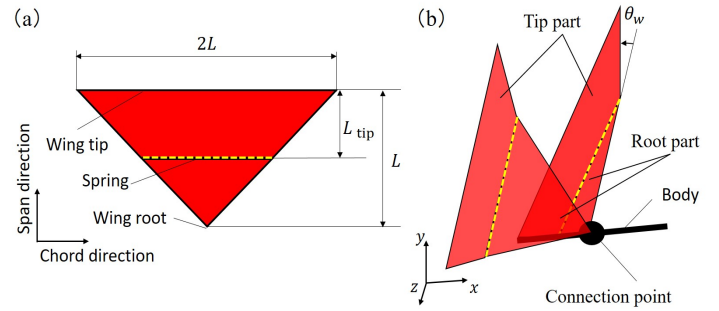 (a)
2L
L tip
L
Wing tip
Spring
Wing root
Span direction
Chord direction
(b)
θw
Tip part
Root part
Body
y
z
x
Connection point